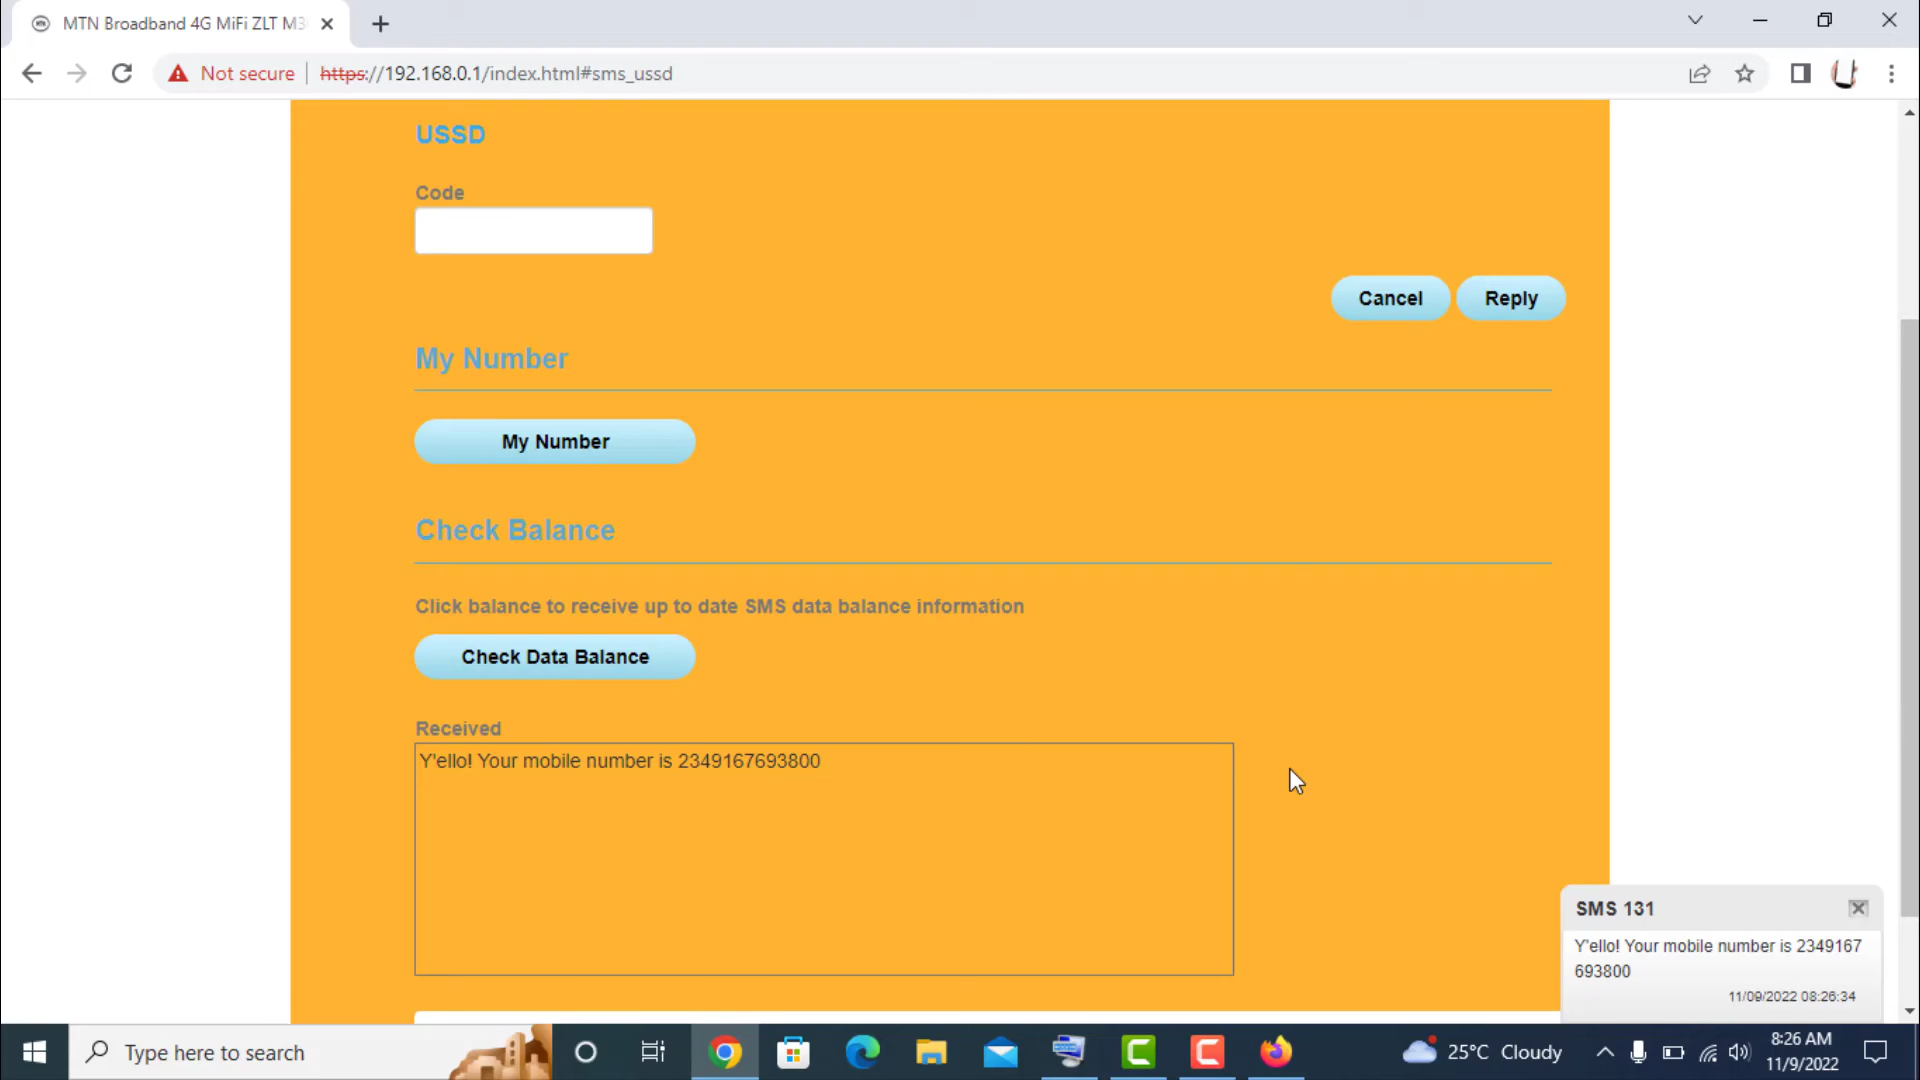 MTN Broadband 4G MiFi ZLT M3
Not secure https://192.168.0.1/index.html#sms_ussd
USSD
Code
Cancel Reply
My Number
My Number
Check Balance
Click balance to receive up to date SMS data balance information
Check Data Balance
Received
Y'ello! Your mobile number is 2349167693800
SMS 131
Y'ello! Your mobile number is 2349167
693800
11/09/2022 08:26:34
Type here to search
25°C Cloudy
8:26 AM
11/9/2022